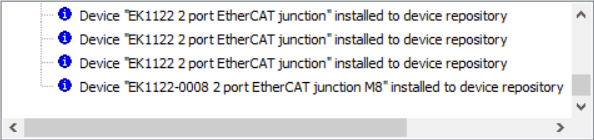 Device "EK1122 2 port EtherCAT junction" installed to device repository
Device "EK1122 2 port EtherCAT junction" installed to device repository
Device "EK1122 2 port EtherCAT junction" installed to device repository
Device "EK1122-0008 2 port EtherCAT junction M8" installed to device repository